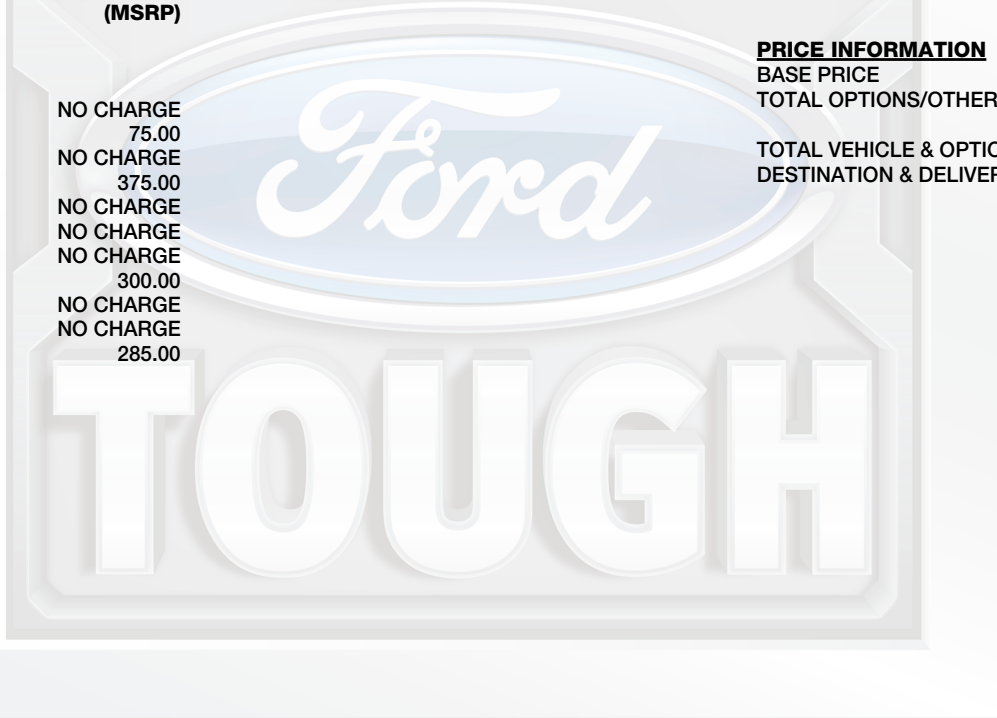 (MSRP)
NO CHARGE
75.00
NO CHARGE
375.00
NO CHARGE
NO CHARGE
NO CHARGE
300.00
NO CHARGE
NO CHARGE
285.00
PRICE INFORMATION
BASE PRICE
TOTAL OPTIONS/OTHER
TOTAL VEHICLE & OPTIO
DESTINATION & DELIVER
Ford
TOUGH